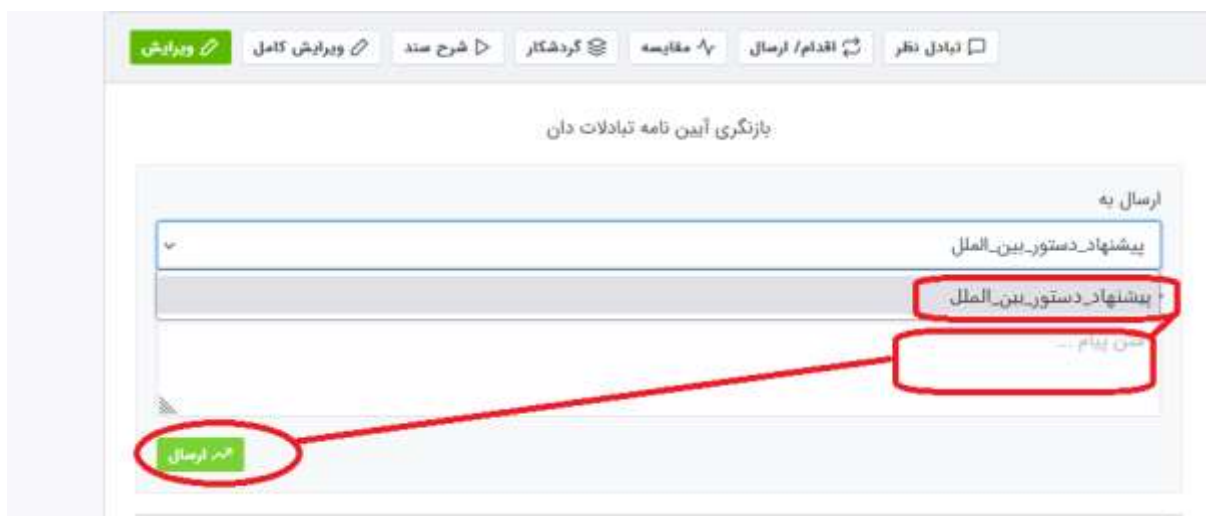 تبادل نظر اقدام/ ارسال مقایسه گردشکار شرح سند ویرایش کامل ویرایش
بازنگری آیین نامه تبادلات دان
ارسال به
پیشنهاد_دستور_بین_الملل
پیشنهاد_دستور_بین_الملل
متن پیام ...
ارسال